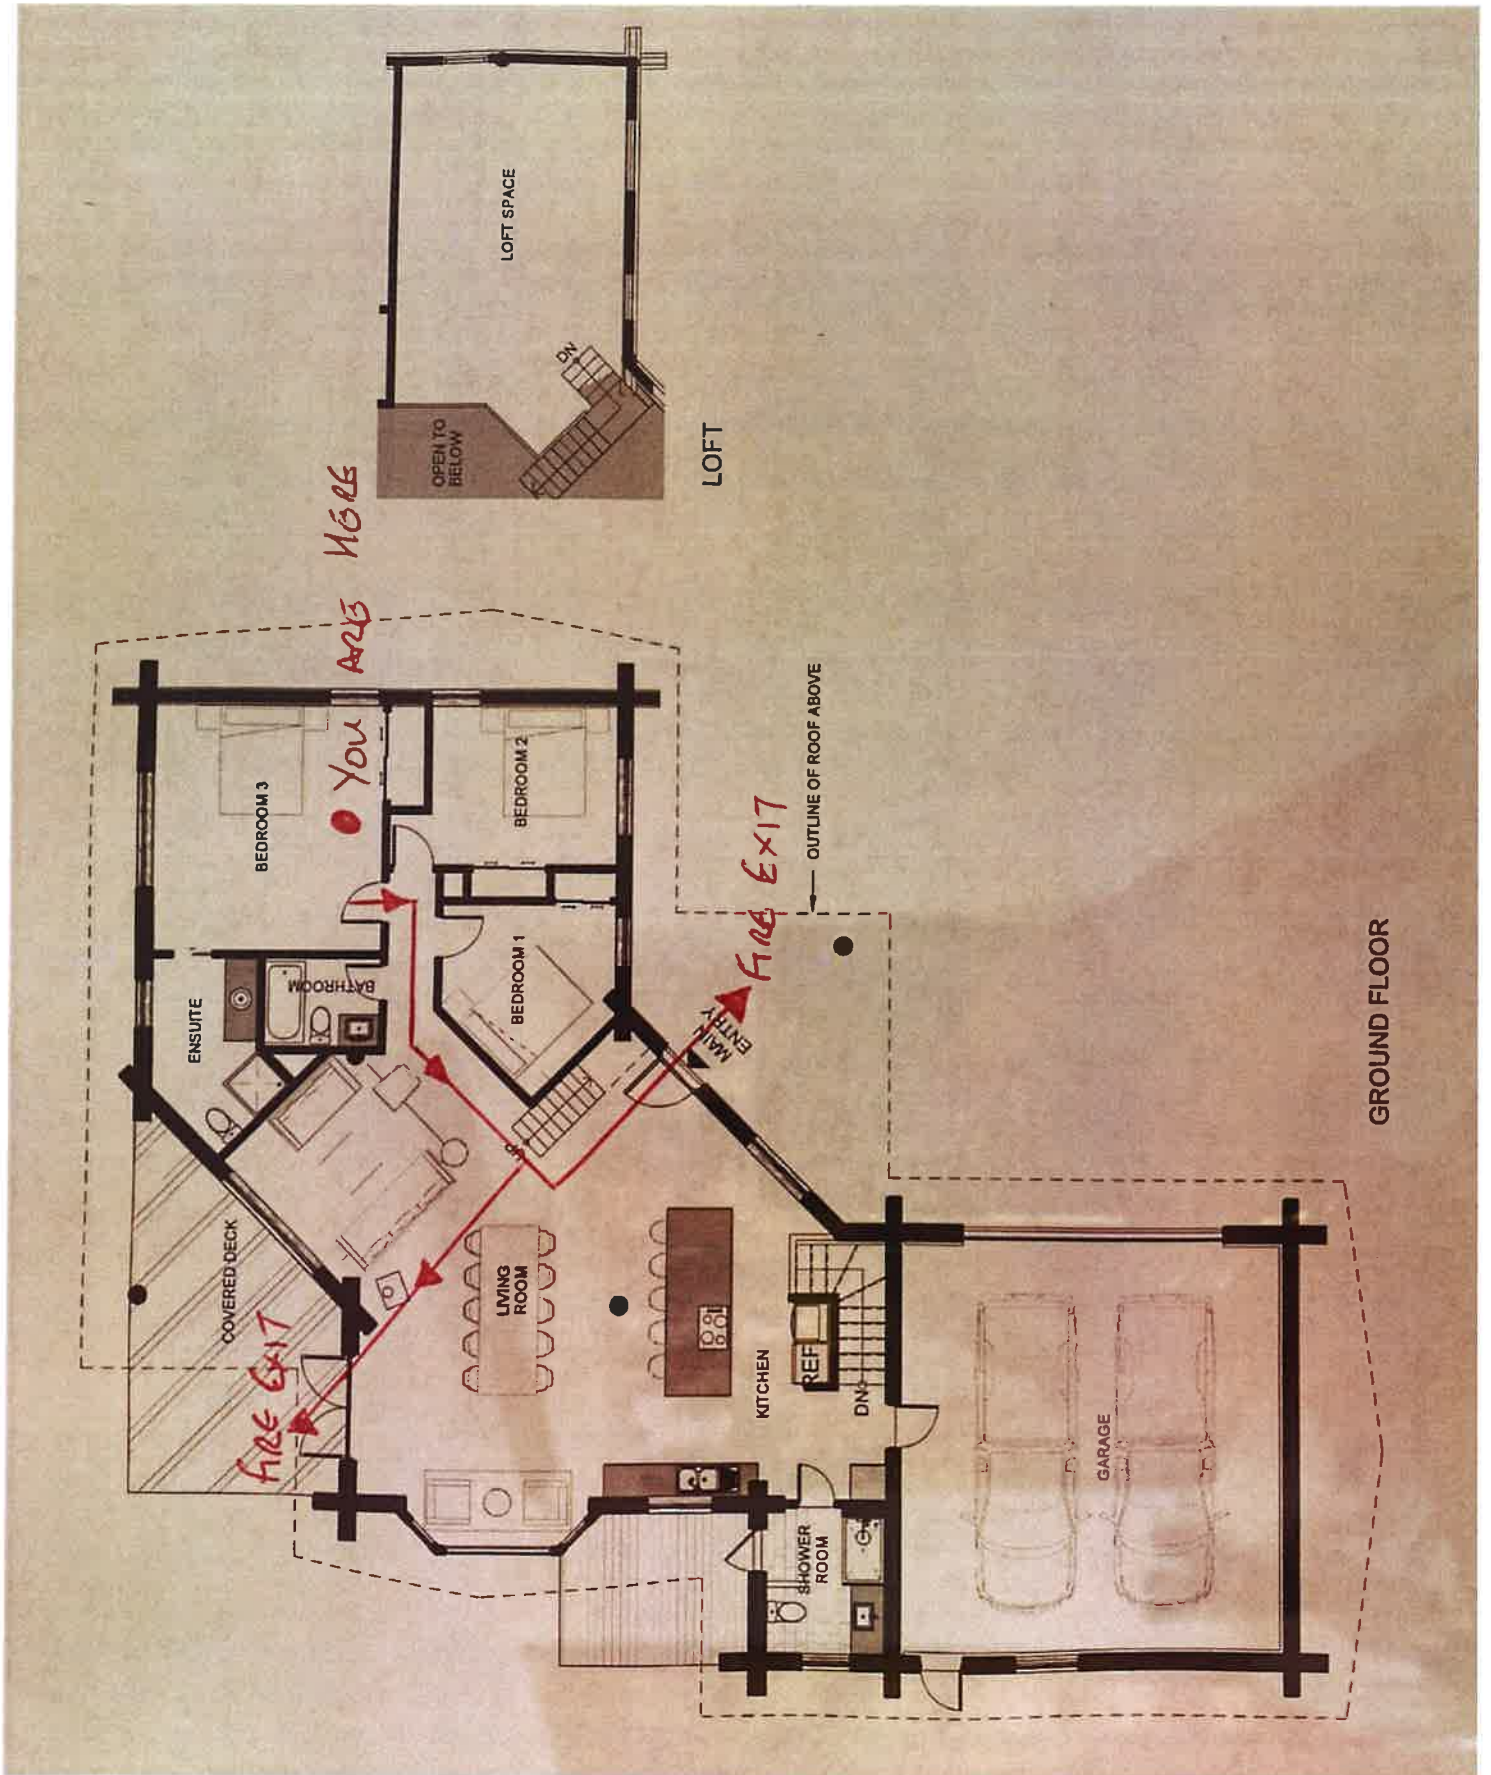 LOFT SPACE
DN
OPEN TO
BELOW
LOFT
YOU ARE HERE
BEDROOM 3
BEDROOM 2
BEDROOM 1
BATHROOM
ENSUITE
COVERED DECK
FIRE EXIT
MAIN
ENTRY
FIRE EXIT
OUTLINE OF ROOF ABOVE
UP
LIVING
ROOM
KITCHEN
REF
DN
SHOWER
ROOM
GARAGE
GROUND FLOOR